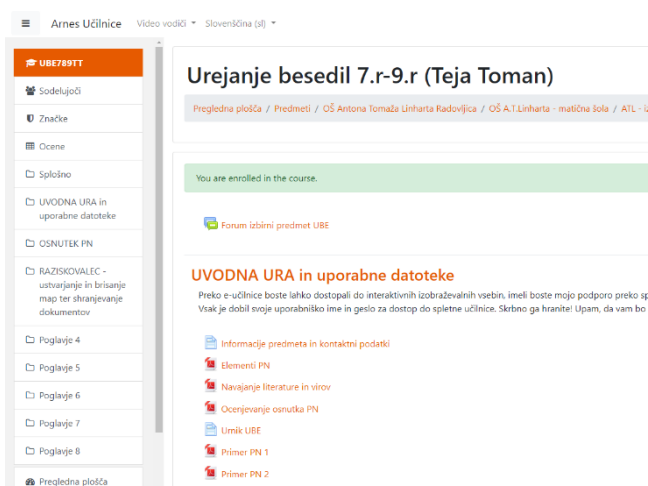 Arnes Učilnice Video vodiči Slovenščina (sl)
UBE789TT
Sodelujoči
Značke
Ocene
Splošno
UVODNA URA in
uporabne datoteke
OSNUTEK PN
RAZISKOVALEC -
ustvarjanje in brisanje
map ter shranjevanje
dokumentov
Poglavje 4
Poglavje 5
Poglavje 6
Poglavje 7
Poglavje 8
Pregledna plošča
Urejanje besedil 7.r-9.r (Teja Toman)
Pregledna plošča / Predmeti / OŠ Antona Tomaža Linharta Radovljica / OŠ A.T.Linharta - matična šola / ATL -
You are enrolled in the course.
Forum izbirni predmet UBE
UVODNA URA in uporabne datoteke
Preko e-učilnice boste lahko dostopali do interaktivnih izobraževalnih vsebin, imeli boste mojo podporo preko
Vsak je dobil svoje uporabniško ime in geslo za dostop do spletne učilnice. Skrbno ga hranite! Upam, da vam bo
Informacije predmeta in kontaktni podatki
Elementi PN
Navajanje literature in virov
Ocenjevanje osnutka PN
Urnik UBE
Primer PN 1
Primer PN 2